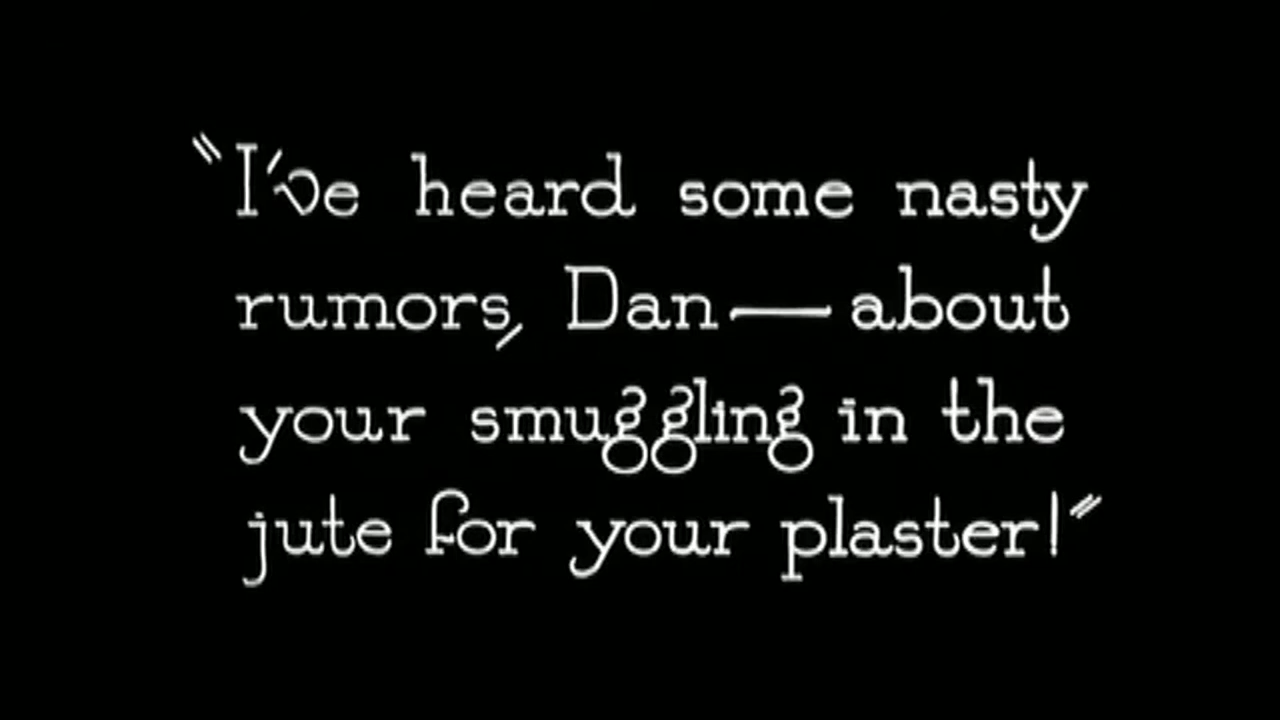 "I've heard some nasty
rumors, Dan — about
your smuggling in the
jute for your plaster!"